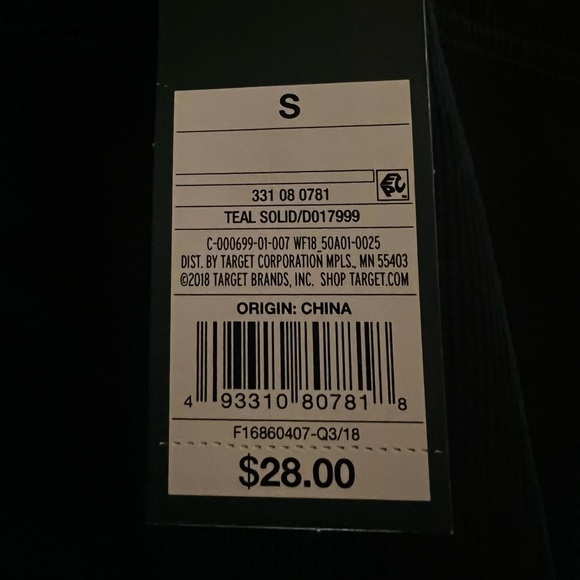 S
EPC
331 08 0781
TEAL SOLID/D017999
C-000699-01-007 WF18_50A01-0025
DIST. BY TARGET CORPORATION MPLS., MN 55403
©2018 TARGET BRANDS, INC. SHOP TARGET.COM
ORIGIN: CHINA
4 93310 80781 8
F16860407-Q3/18
$28.00